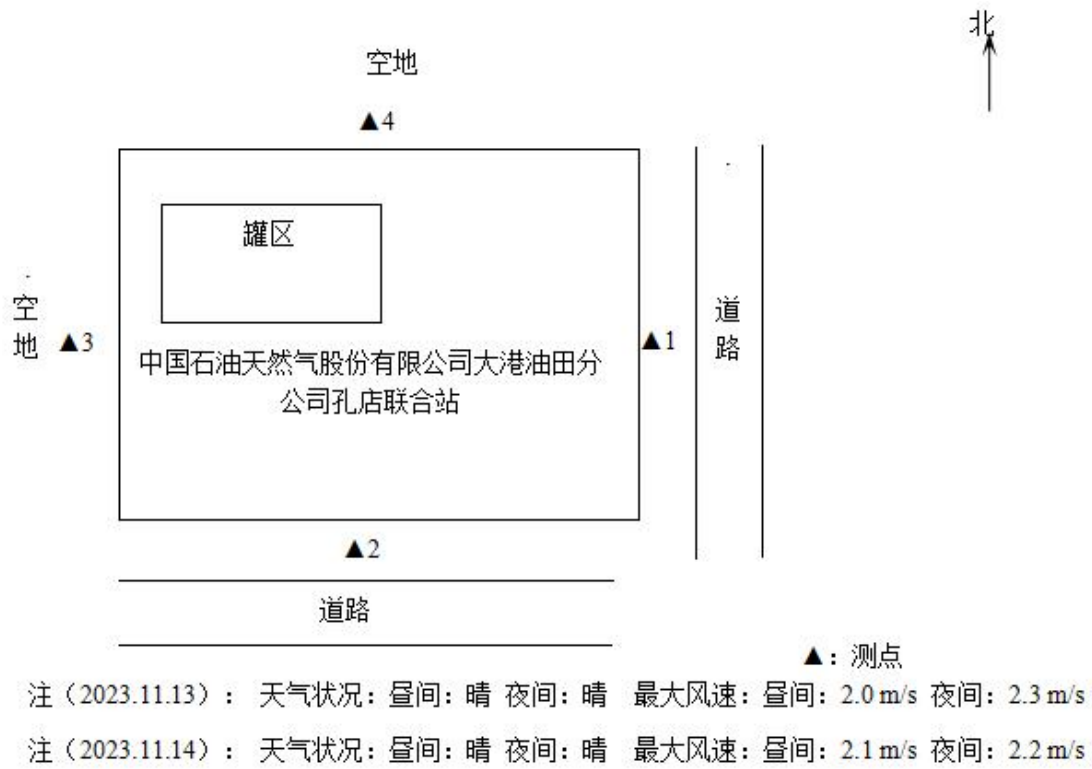 北
空地
▲4
罐区
空地
▲3
▲1
道路
中国石油天然气股份有限公司大港油田分
公司孔店联合站
▲2
道路
▲：测点
注（2023.11.13）： 天气状况：昼间：晴 夜间：晴 最大风速：昼间：2.0 m/s 夜间：2.3 m/s
注（2023.11.14）： 天气状况：昼间：晴 夜间：晴 最大风速：昼间：2.1 m/s 夜间：2.2 m/s